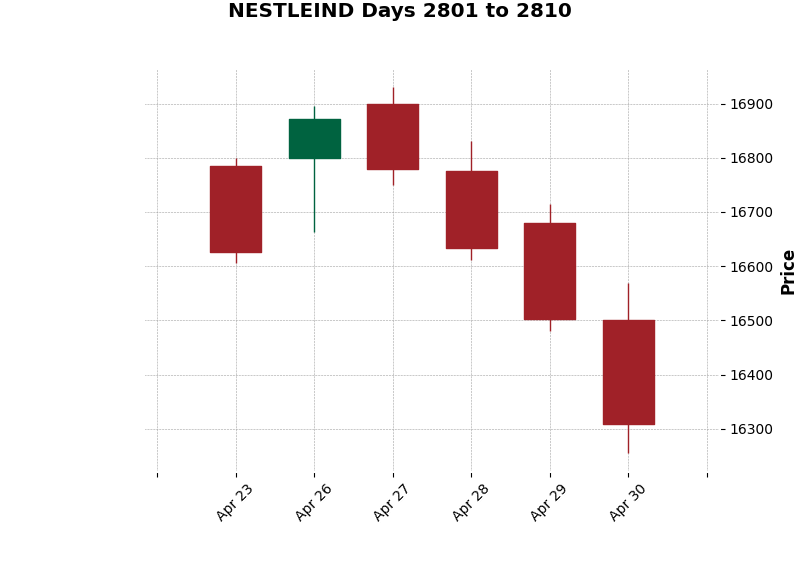 NESTLEIND Days 2801 to 2810
16900
16800
16700
16600
16500
16400
16300
Price
Apr 23
Apr 26
Apr 27
Apr 28
Apr 29
Apr 30